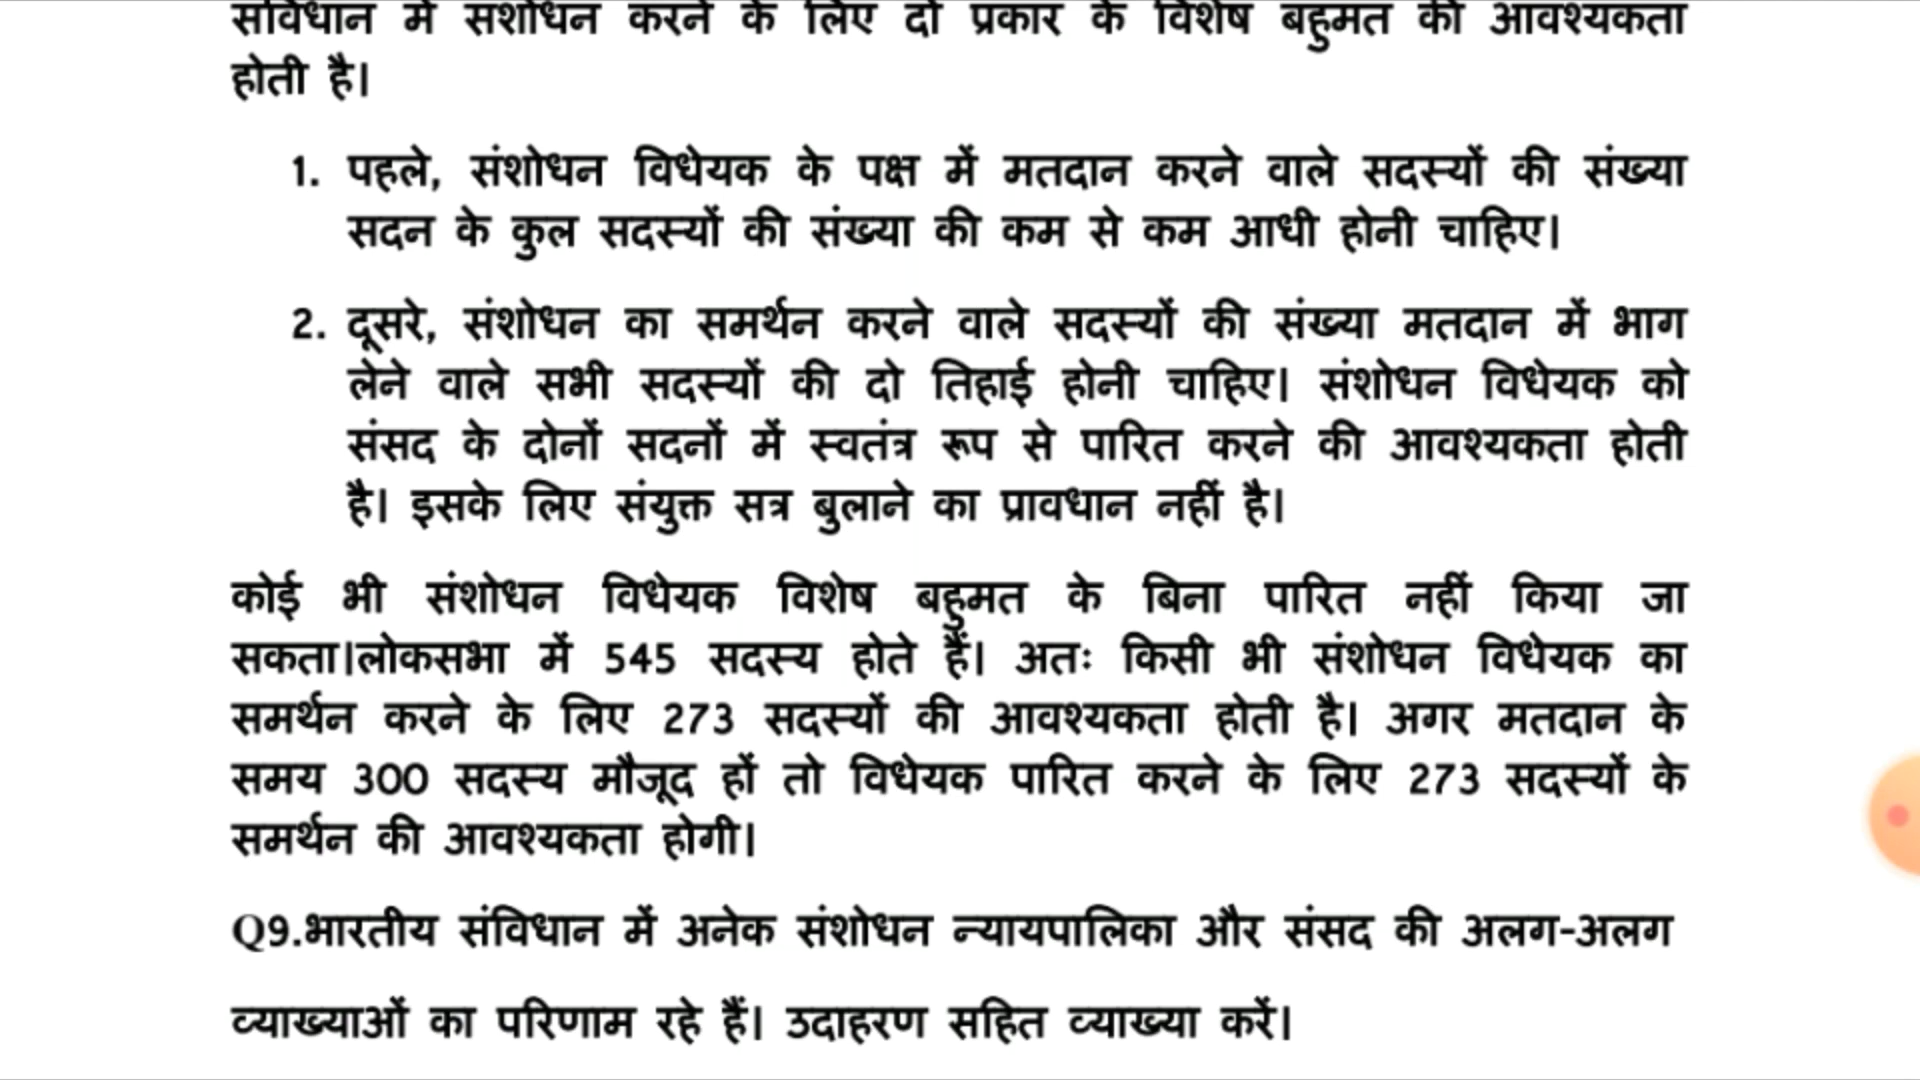 संविधान में संशोधन करने के लिए दो प्रकार के विशेष बहुमत की आवश्यकता
होती है।
1. पहले, संशोधन विधेयक के पक्ष में मतदान करने वाले सदस्यों की संख्या
सदन के कुल सदस्यों की संख्या की कम से कम आधी होनी चाहिए।
2. दूसरे, संशोधन का समर्थन करने वाले सदस्यों की संख्या मतदान में भाग
लेने वाले सभी सदस्यों की दो तिहाई होनी चाहिए। संशोधन विधेयक को
संसद के दोनों सदनों में स्वतंत्र रूप से पारित करने की आवश्यकता होती
है। इसके लिए संयुक्त सत्र बुलाने का प्रावधान नहीं है।
कोई भी संशोधन विधेयक विशेष बहुमत के बिना पारित नहीं किया जा
सकता।लोकसभा में 545 सदस्य होते हैं। अतः किसी भी संशोधन विधेयक का
समर्थन करने के लिए 273 सदस्यों की आवश्यकता होती है। अगर मतदान के
समय 300 सदस्य मौजूद हों तो विधेयक पारित करने के लिए 273 सदस्यों के
समर्थन की आवश्यकता होगी।
Q9.भारतीय संविधान में अनेक संशोधन न्यायपालिका और संसद की अलग-अलग
व्याख्याओं का परिणाम रहे हैं। उदाहरण सहित व्याख्या करें।